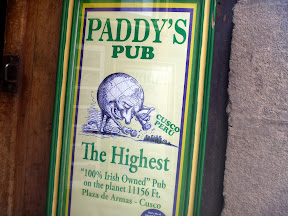 PADDY'S
PUB
CUSCO
PERU
The Highest
"100% Irish Owned" Pub
on the planet 11156 Ft.
Plaza de Armas - Cusco